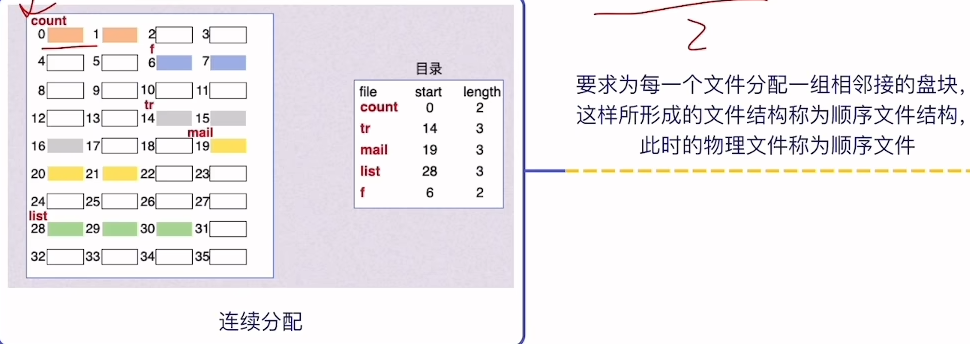 count
0 1 2 3
f
4 5 6 7
8 9 10 11
tr
12 13 14 15
mail
16 17 18 19
20 21 22 23
24 25 26 27
list
28 29 30 31
32 33 34 35
目录
file start length
count 0 2
tr 14 3
mail 19 3
list 28 3
f 6 2
连续分配
2
要求为每一个文件分配一组相邻接的盘块,
这样所形成的文件结构称为顺序文件结构,
此时的物理文件称为顺序文件